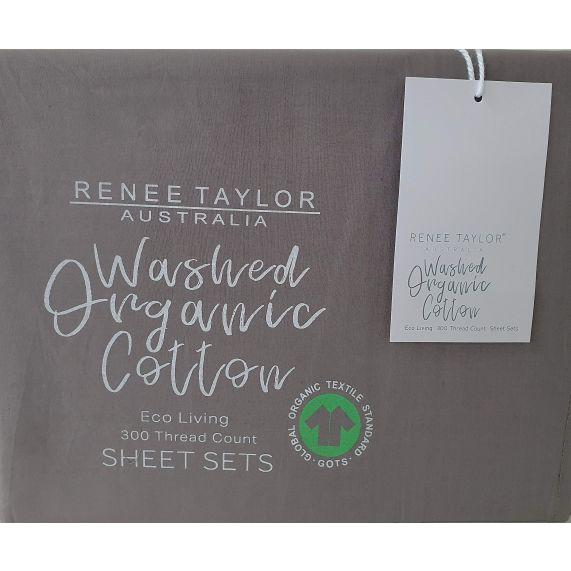 RENEE TAYLOR
AUSTRALIA
Washed
Organic
Cotton
Eco Living
300 Thread Count
SHEET SETS
GLOBAL ORGANIC TEXTILE STANDARD
· GOTS ·
RENEE TAYLOR®
AUSTRALIA
Washed
Organic
Cotton
Eco Living 300 Thread Count Sheet Sets